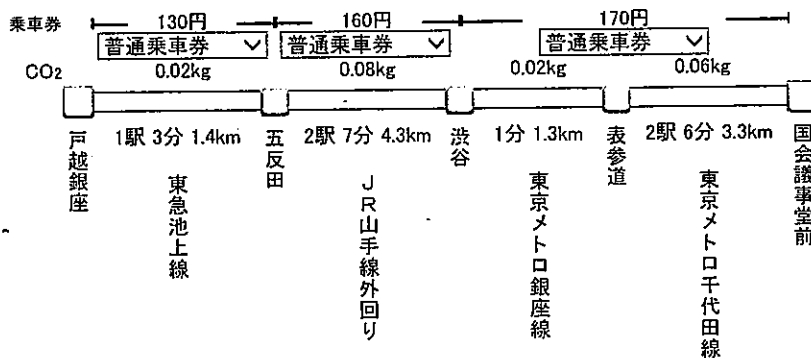 乗車券 130円 160円 170円
普通乗車券 普通乗車券 普通乗車券
CO₂ 0.02kg 0.08kg 0.02kg 0.06kg
1駅 3分 1.4km 2駅 7分 4.3km 1分 1.3km 2駅 6分 3.3km
戸越銀座
東急池上線
五反田
JR山手線外回り
渋谷
東京メトロ銀座線
表参道
東京メトロ千代田線
国会議事堂前